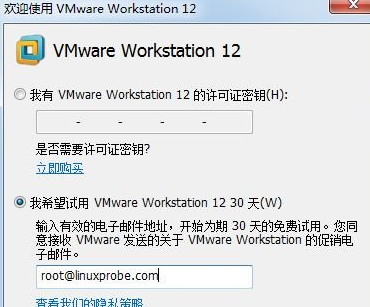 欢迎使用 VMware Workstation 12
VMware Workstation 12
我有 VMware Workstation 12 的许可证密钥(H):
- - - -
是否需要许可证密钥?
立即购买
我希望试用 VMware Workstation 12 30 天(W)
输入有效的电子邮件地址，开始为期 30 天的免费试用。您同
意接收 VMware 发送的关于 VMware Workstation 的促销电
子邮件。
root@linuxprobe.com
查看我们的隐私策略